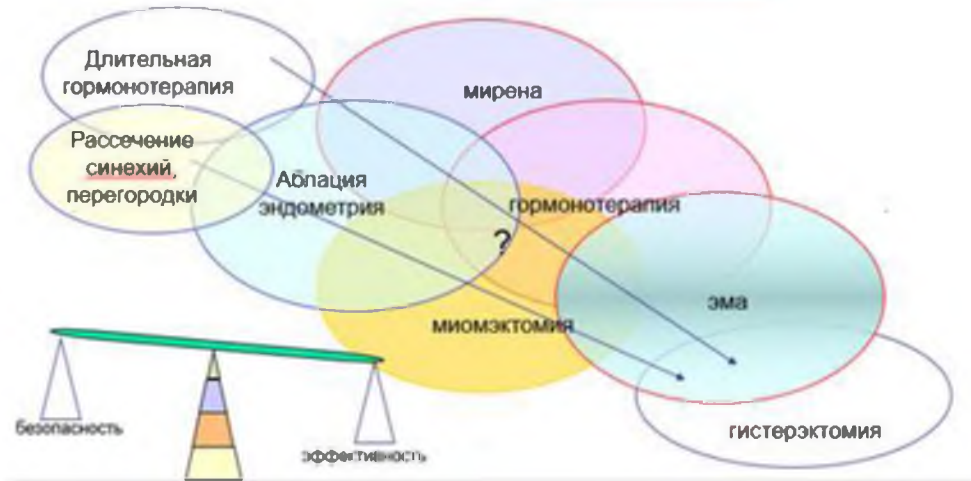 Длительная
гормонотерапия
Рассечение
синехий,
перегородки
Аблация
эндометрия
мирена
гормонотерапия
?
миомэктомия
эма
гистерэктомия
безопасность
эффективность